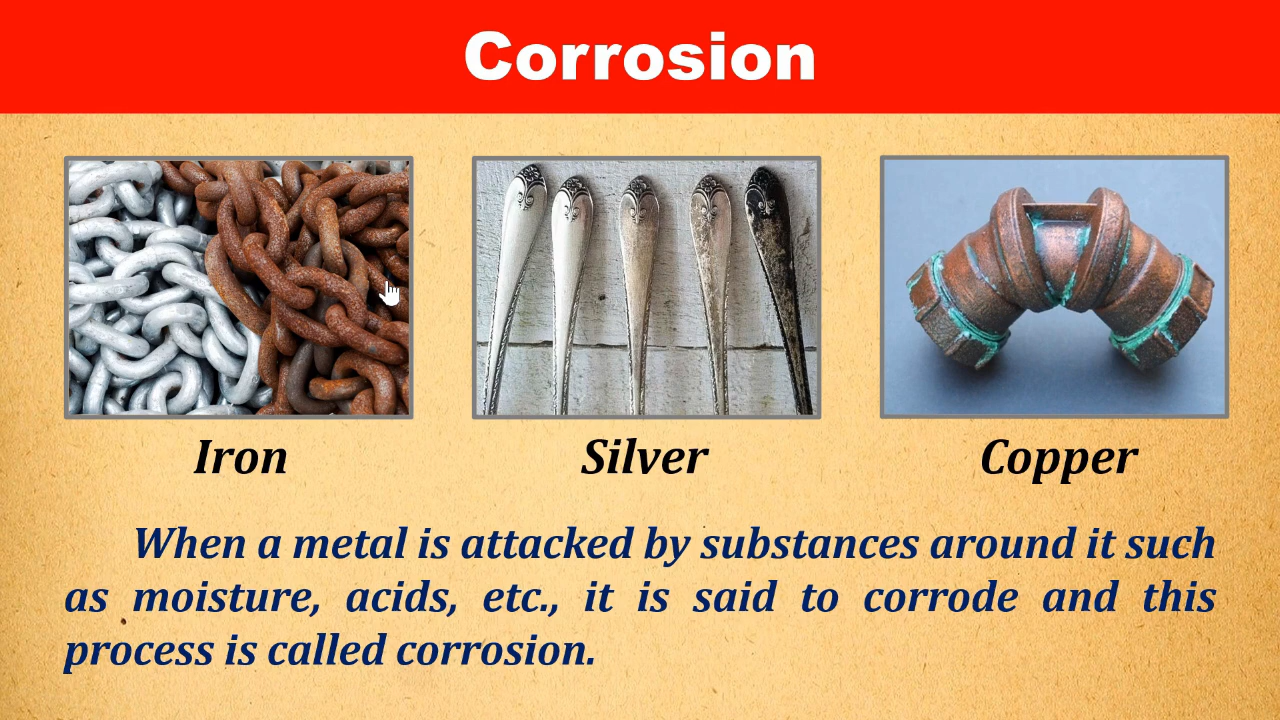 Corrosion
Iron
Silver
Copper
When a metal is attacked by substances around it such
as moisture, acids, etc., it is said to corrode and this
process is called corrosion.